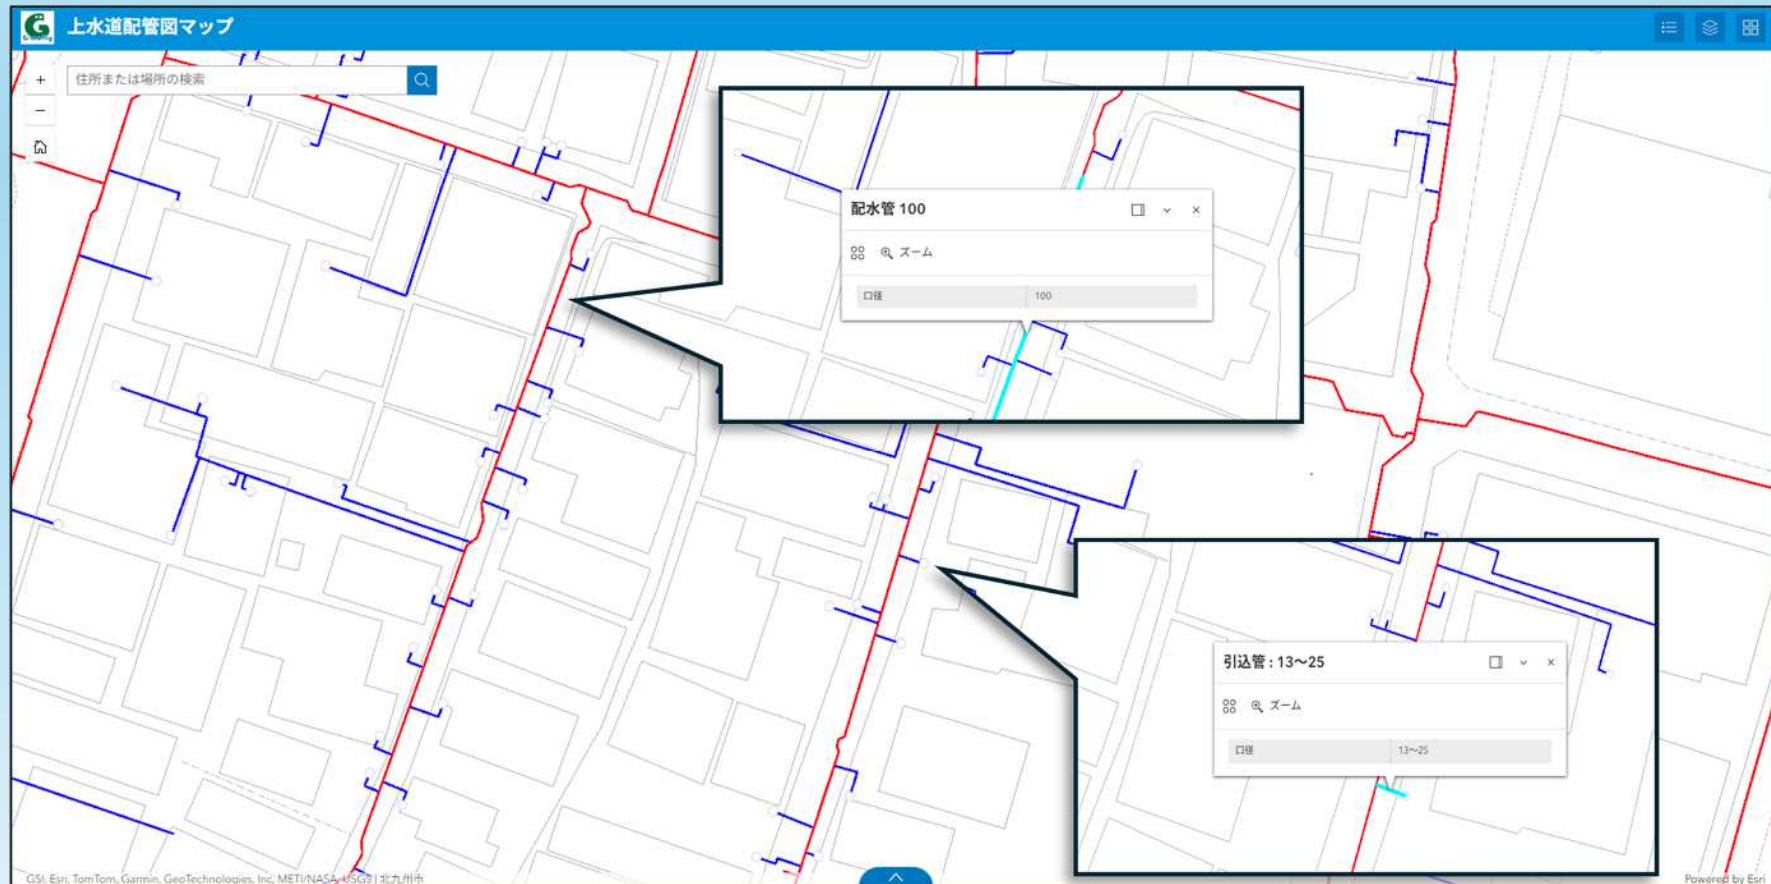 上水道配管図マップ
住所または場所の検索
配水管 100
ズーム
口径 100
引込管 : 13～25
ズーム
口径 13～25
GSI, Esri, TomTom, Garmin, GeoTechnologies, Inc, METI/NASA, USGS | 北九州市
Powered by Esri